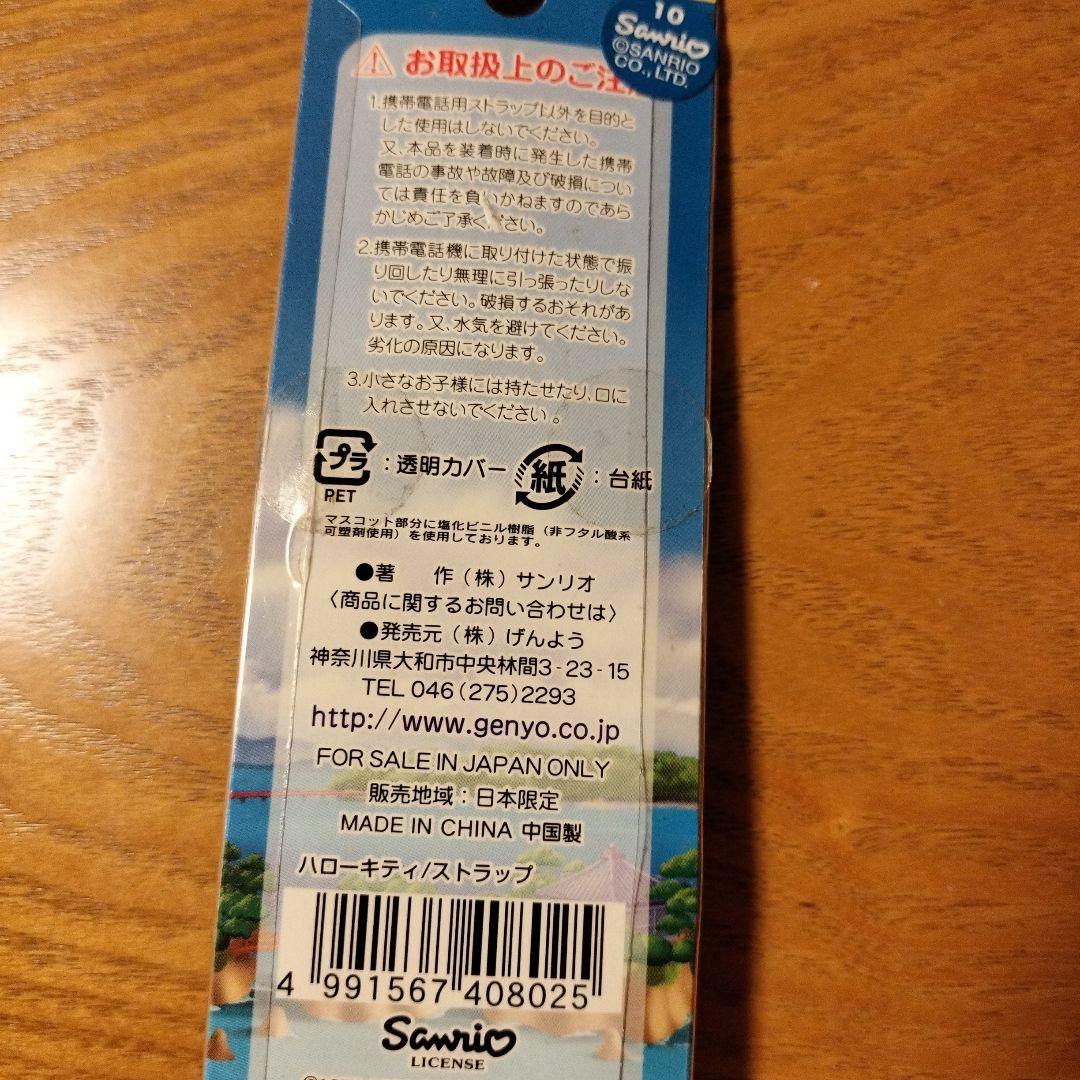 10
Sanrio
©SANRIO
CO., LTD.
お取扱上のご注
1.携帯電話用ストラップ以外を目的と
した使用はしないでください。
又、本品を装着時に発生した携帯
電話の事故や故障及び破損につい
ては責任を負いかねますのであら
かじめご了承ください。
2.携帯電話機に取り付けた状態で振
り回したり無理に引っ張ったりしな
いでください。破損するおそれがあ
ります。又、水気を避けてください。
劣化の原因になります。
3.小さなお子様には持たせたり、口に
入れさせないでください。
プラ :透明カバー 紙 :台紙
PET
マスコット部分に塩化ビニル樹脂（非フタル酸系
可塑剤使用）を使用しております。
●著 作（株）サンリオ
〈商品に関するお問い合わせは〉
●発売元（株）げんよう
神奈川県大和市中央林間3-23-15
TEL 046(275)2293
http://www.genyo.co.jp
FOR SALE IN JAPAN ONLY
販売地域：日本限定
MADE IN CHINA 中国製
ハローキティ/ストラップ
4 991567 408025
Sanrio
LICENSE